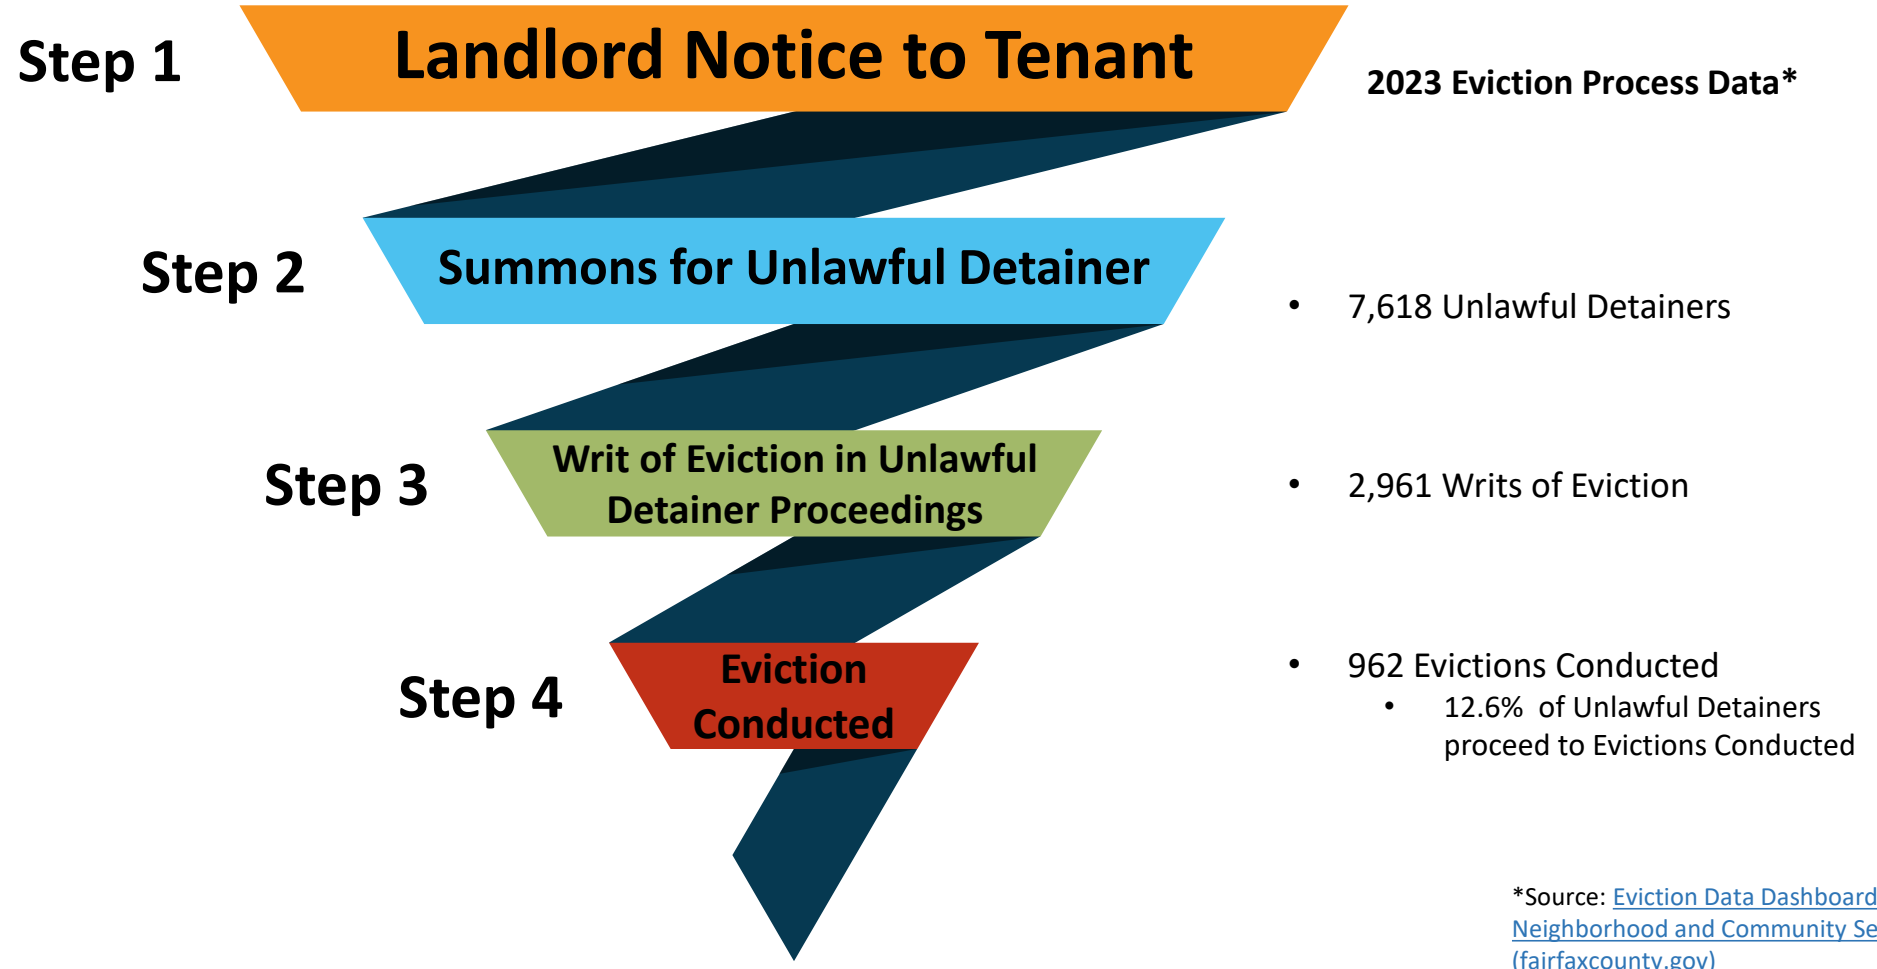 Step 1
Landlord Notice to Tenant
2023 Eviction Process Data*
Step 2
Summons for Unlawful Detainer
• 7,618 Unlawful Detainers
Step 3
Writ of Eviction in Unlawful
Detainer Proceedings
• 2,961 Writs of Eviction
Step 4
Eviction
Conducted
• 962 Evictions Conducted
• 12.6% of Unlawful Detainers
proceed to Evictions Conducted
*Source: Eviction Data Dashboard
Neighborhood and Community Se
(fairfaxcounty.gov)